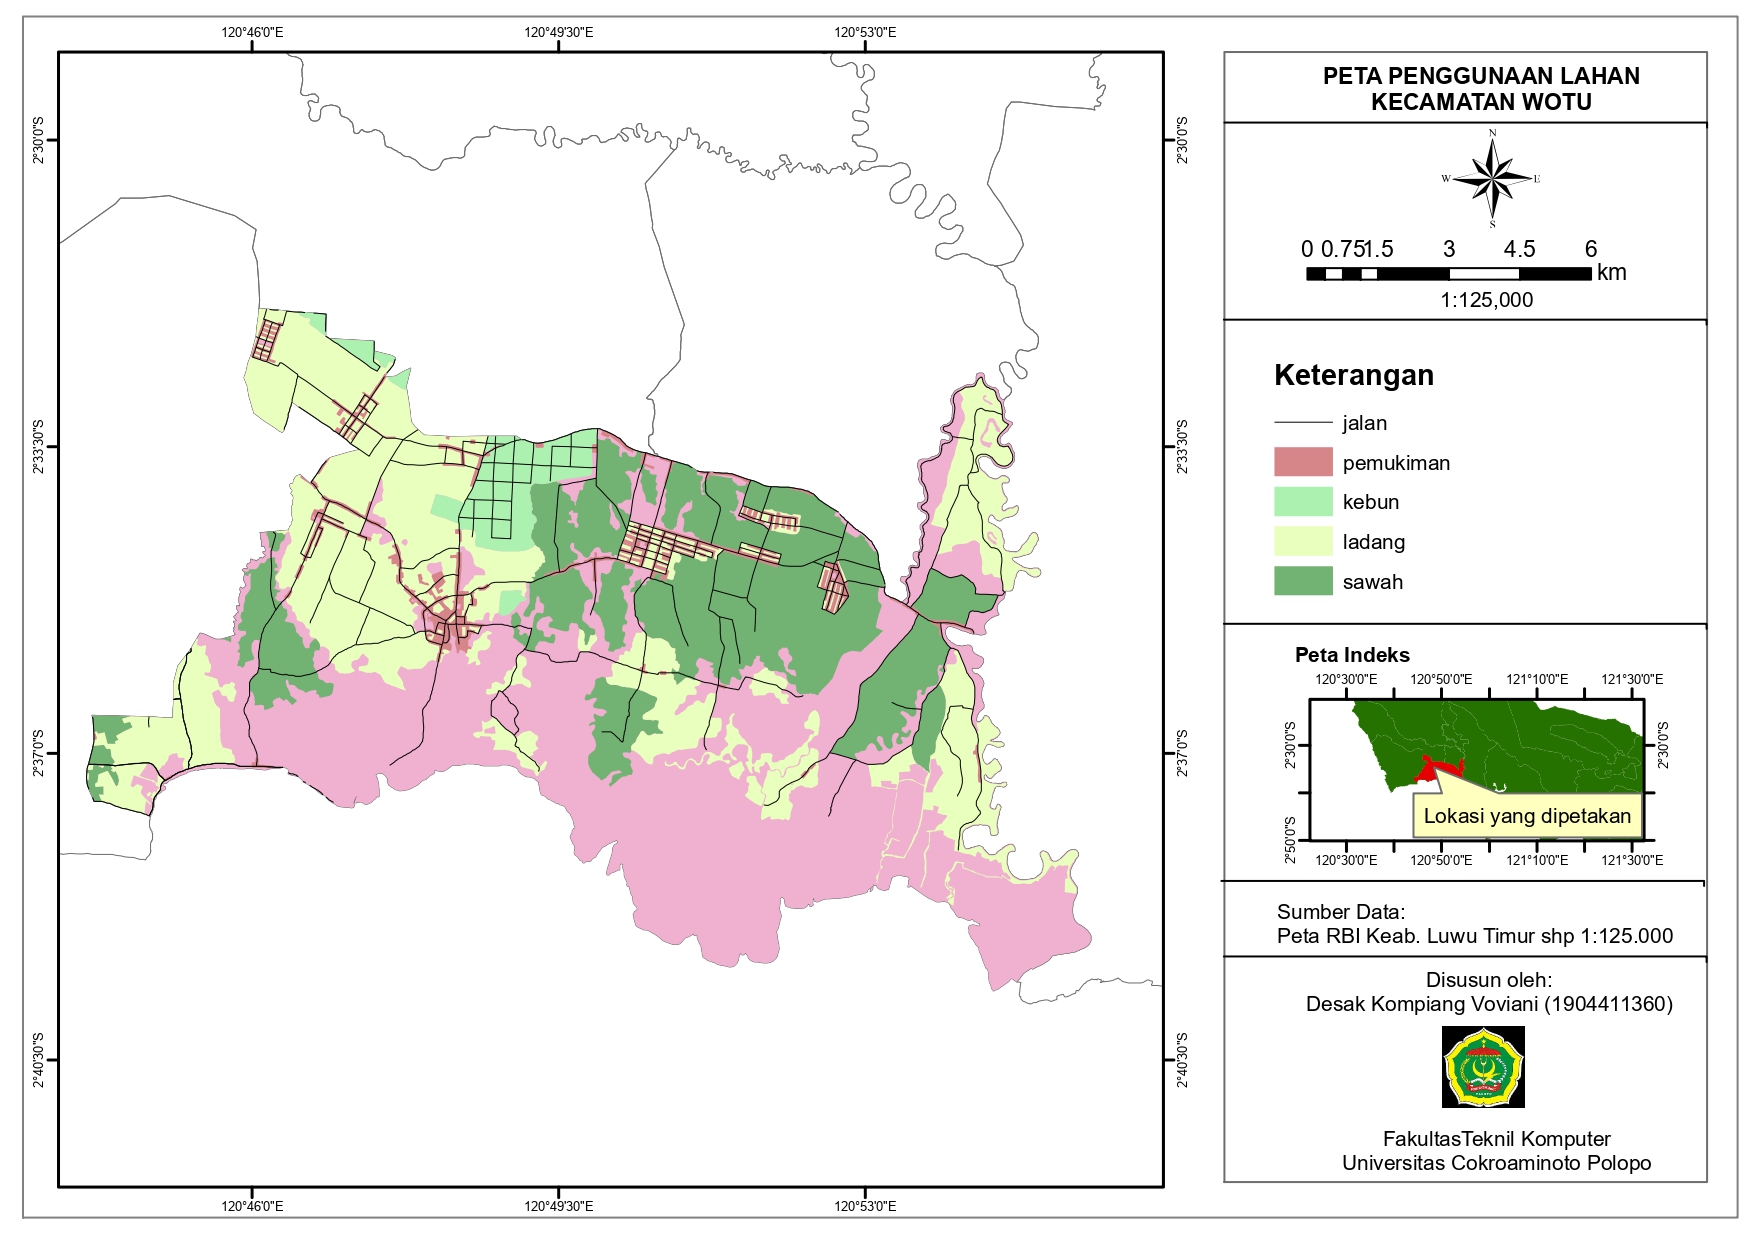 120°46'0"E 120°49'30"E 120°53'0"E
2°30'0"S 2°30'0"S
2°33'30"S 2°33'30"S
2°37'0"S 2°37'0"S
2°40'30"S 2°40'30"S
120°46'0"E 120°49'30"E 120°53'0"E
PETA PENGGUNAAN LAHAN
KECAMATAN WOTU
N
W E
S
0 0.75 1.5 3 4.5 6
km
1:125,000
Keterangan
jalan
pemukiman
kebun
ladang
sawah
Peta Indeks
120°30'0"E 120°50'0"E 121°10'0"E 121°30'0"E
2°30'0"S 2°30'0"S
Lokasi yang dipetakan
2°50'0"S
120°30'0"E 120°50'0"E 121°10'0"E 121°30'0"E
Sumber Data:
Peta RBI Keab. Luwu Timur shp 1:125.000
Disusun oleh:
Desak Kompiang Voviani (1904411360)
FakultasTeknil Komputer
Universitas Cokroaminoto Polopo